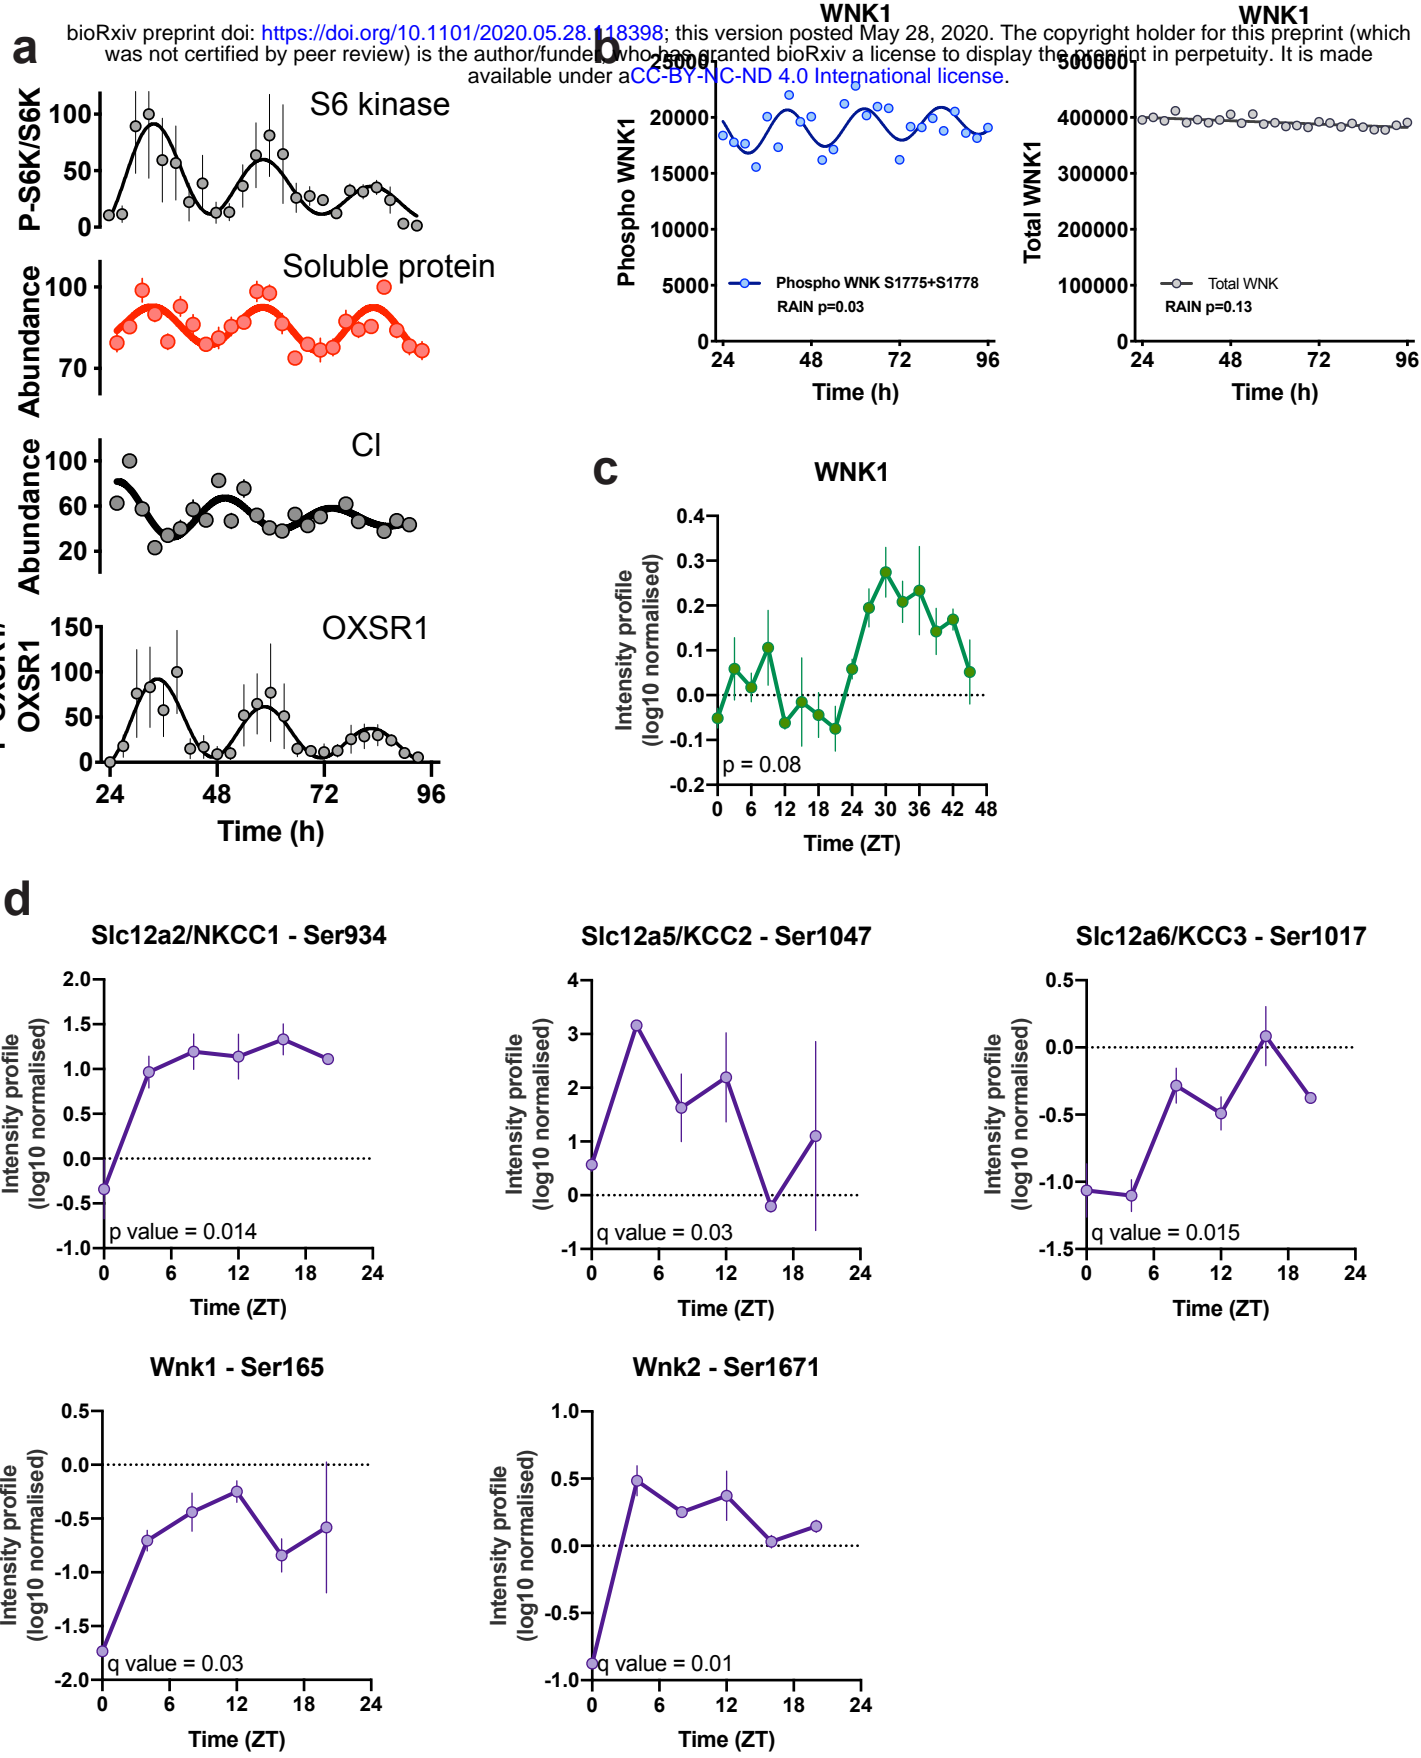 bioRxiv preprint doi: https://doi.org/10.1101/2020.05.28.118398; this version posted May 28, 2020. The copyright holder for this preprint (which
was not certified by peer review) is the author/funder, who has granted bioRxiv a license to display the preprint in perpetuity. It is made
available under aCC-BY-NC-ND 4.0 International license.
a
S6 kinase
P-S6K/S6K
100
50
0
Soluble protein
Abundance
100
70
Cl
Abundance
100
60
20
OXSR1
OXSR1
150
100
50
0
24 48 72 96
Time (h)
b
WNK1
Phospho WNK1
25000
20000
15000
10000
5000
0
Phospho WNK S1775+S1778
RAIN p=0.03
24 48 72 96
Time (h)
WNK1
Total WNK1
500000
400000
300000
200000
100000
0
Total WNK
RAIN p=0.13
24 48 72 96
Time (h)
c
WNK1
Intensity profile
(log10 normalised)
0.4
0.3
0.2
0.1
0.0
-0.1
-0.2
p = 0.08
0 6 12 18 24 30 36 42 48
Time (ZT)
d
Slc12a2/NKCC1 - Ser934
Intensity profile
(log10 normalised)
2.0
1.5
1.0
0.5
0.0
-0.5
-1.0
p value = 0.014
0 6 12 18 24
Time (ZT)
Slc12a5/KCC2 - Ser1047
Intensity profile
(log10 normalised)
4
3
2
1
0
-1
q value = 0.03
0 6 12 18 24
Time (ZT)
Slc12a6/KCC3 - Ser1017
Intensity profile
(log10 normalised)
0.5
0.0
-0.5
-1.0
-1.5
q value = 0.015
0 6 12 18 24
Time (ZT)
Wnk1 - Ser165
Intensity profile
(log10 normalised)
0.5
0.0
-0.5
-1.0
-1.5
-2.0
q value = 0.03
0 6 12 18 24
Time (ZT)
Wnk2 - Ser1671
Intensity profile
(log10 normalised)
1.0
0.5
0.0
-0.5
-1.0
q value = 0.01
0 6 12 18 24
Time (ZT)